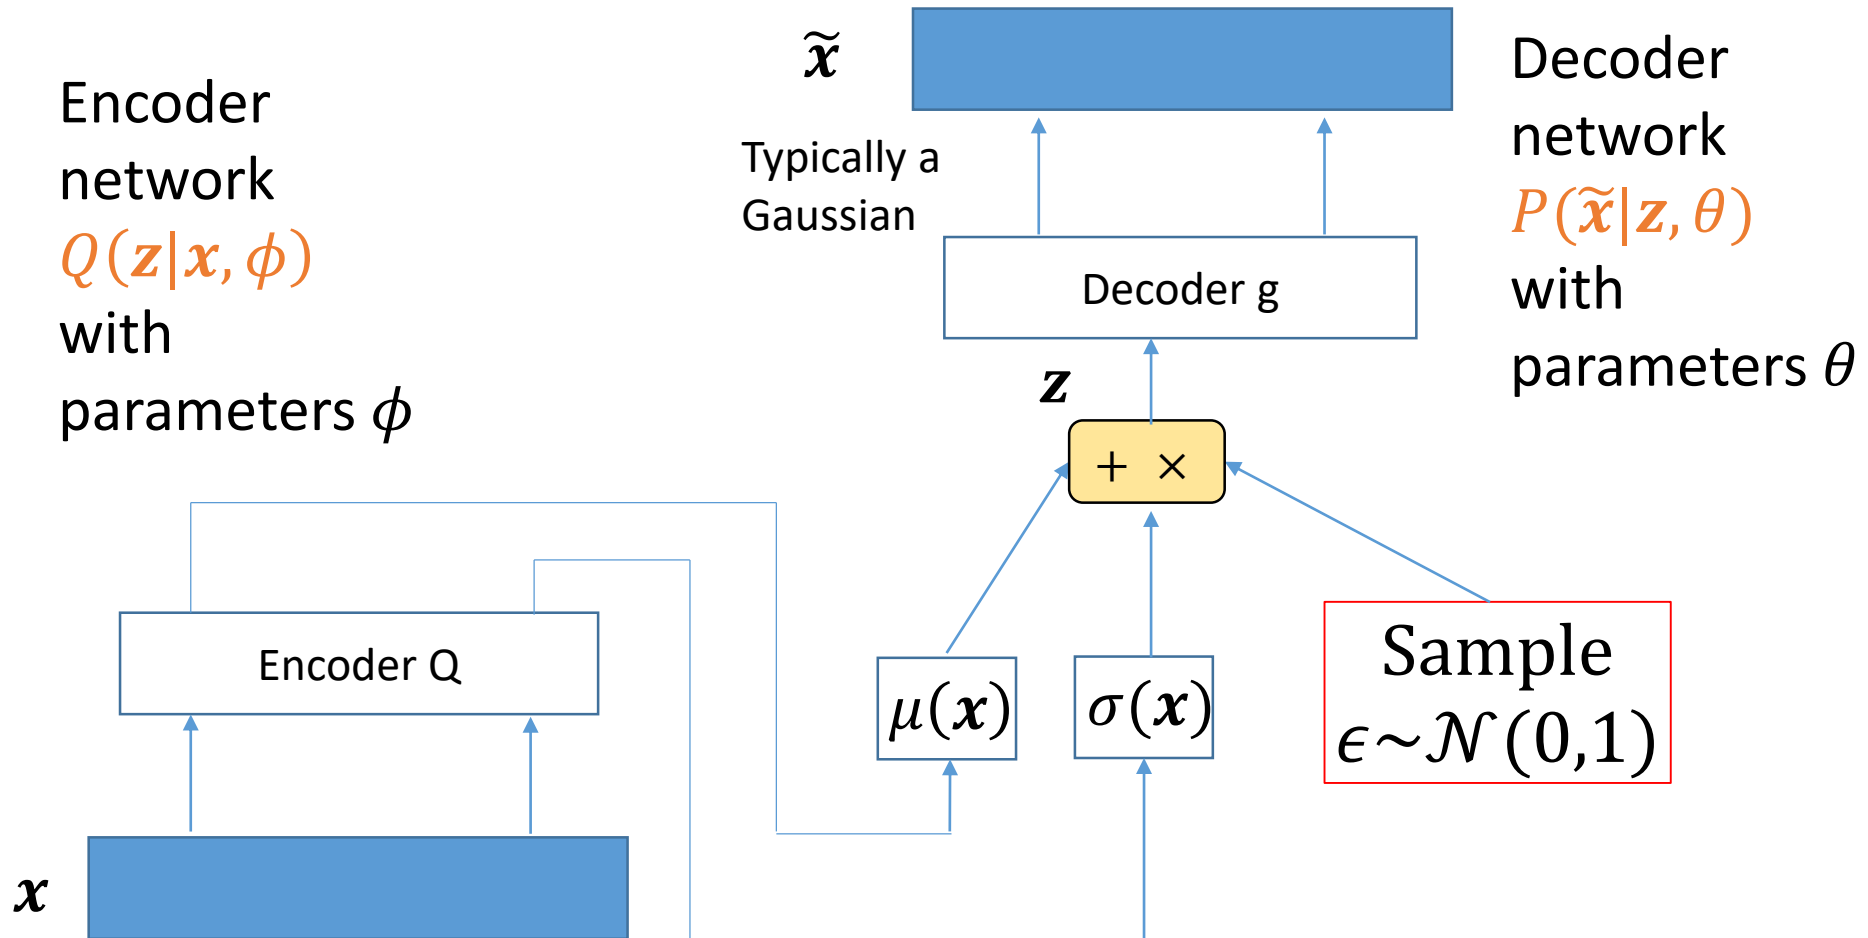 Encoder
network
Q(z|x, ϕ)
with
parameters ϕ
x̃
Typically a
Gaussian
Decoder
network
P(x̃|z, θ)
with
parameters θ
Decoder g
z
+ ×
Encoder Q
μ(x)
σ(x)
Sample
ϵ~𝒩(0,1)
x